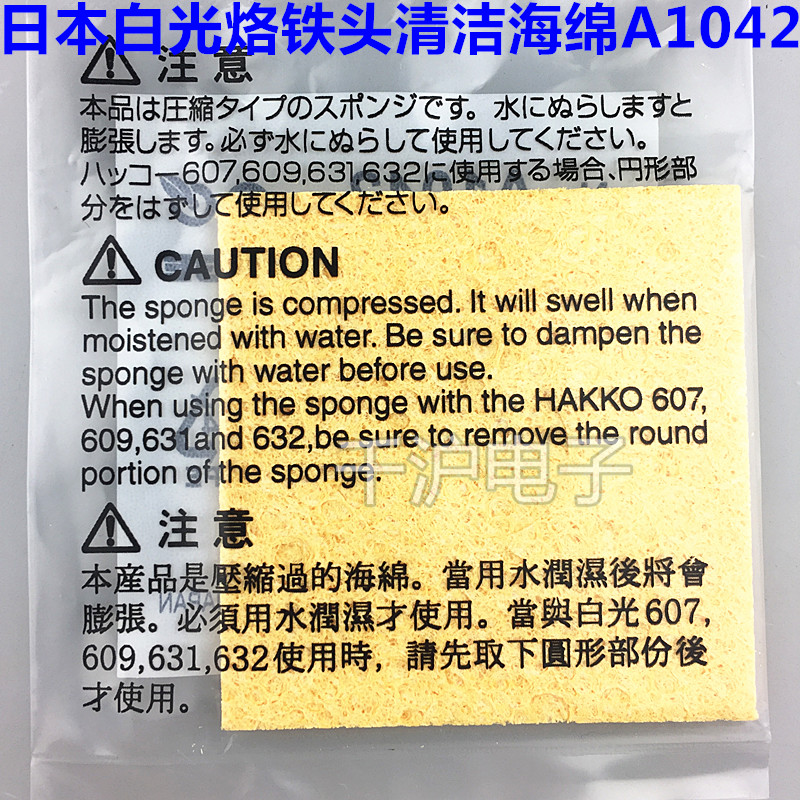 日本白光烙铁头清洁海绵A1042
注意
本品は圧縮タイプのスポンジです。水にぬらしますと
膨張します。必ず水にぬらして使用してください。
ハッコー607,609,631,632に使用する場合、円形部
分をはずして使用してください。
CAUTION
The sponge is compressed. It will swell when
moistened with water. Be sure to dampen the
sponge with water before use.
When using the sponge with the HAKKO 607,
609,631and 632,be sure to remove the round
portion of the sponge.
千沪电子
注意
本産品是壓縮過的海綿。當用水潤濕後將會
膨張。必須用水潤濕才使用。當與白光607,
609,631,632使用時，請先取下圓形部份後
才使用。